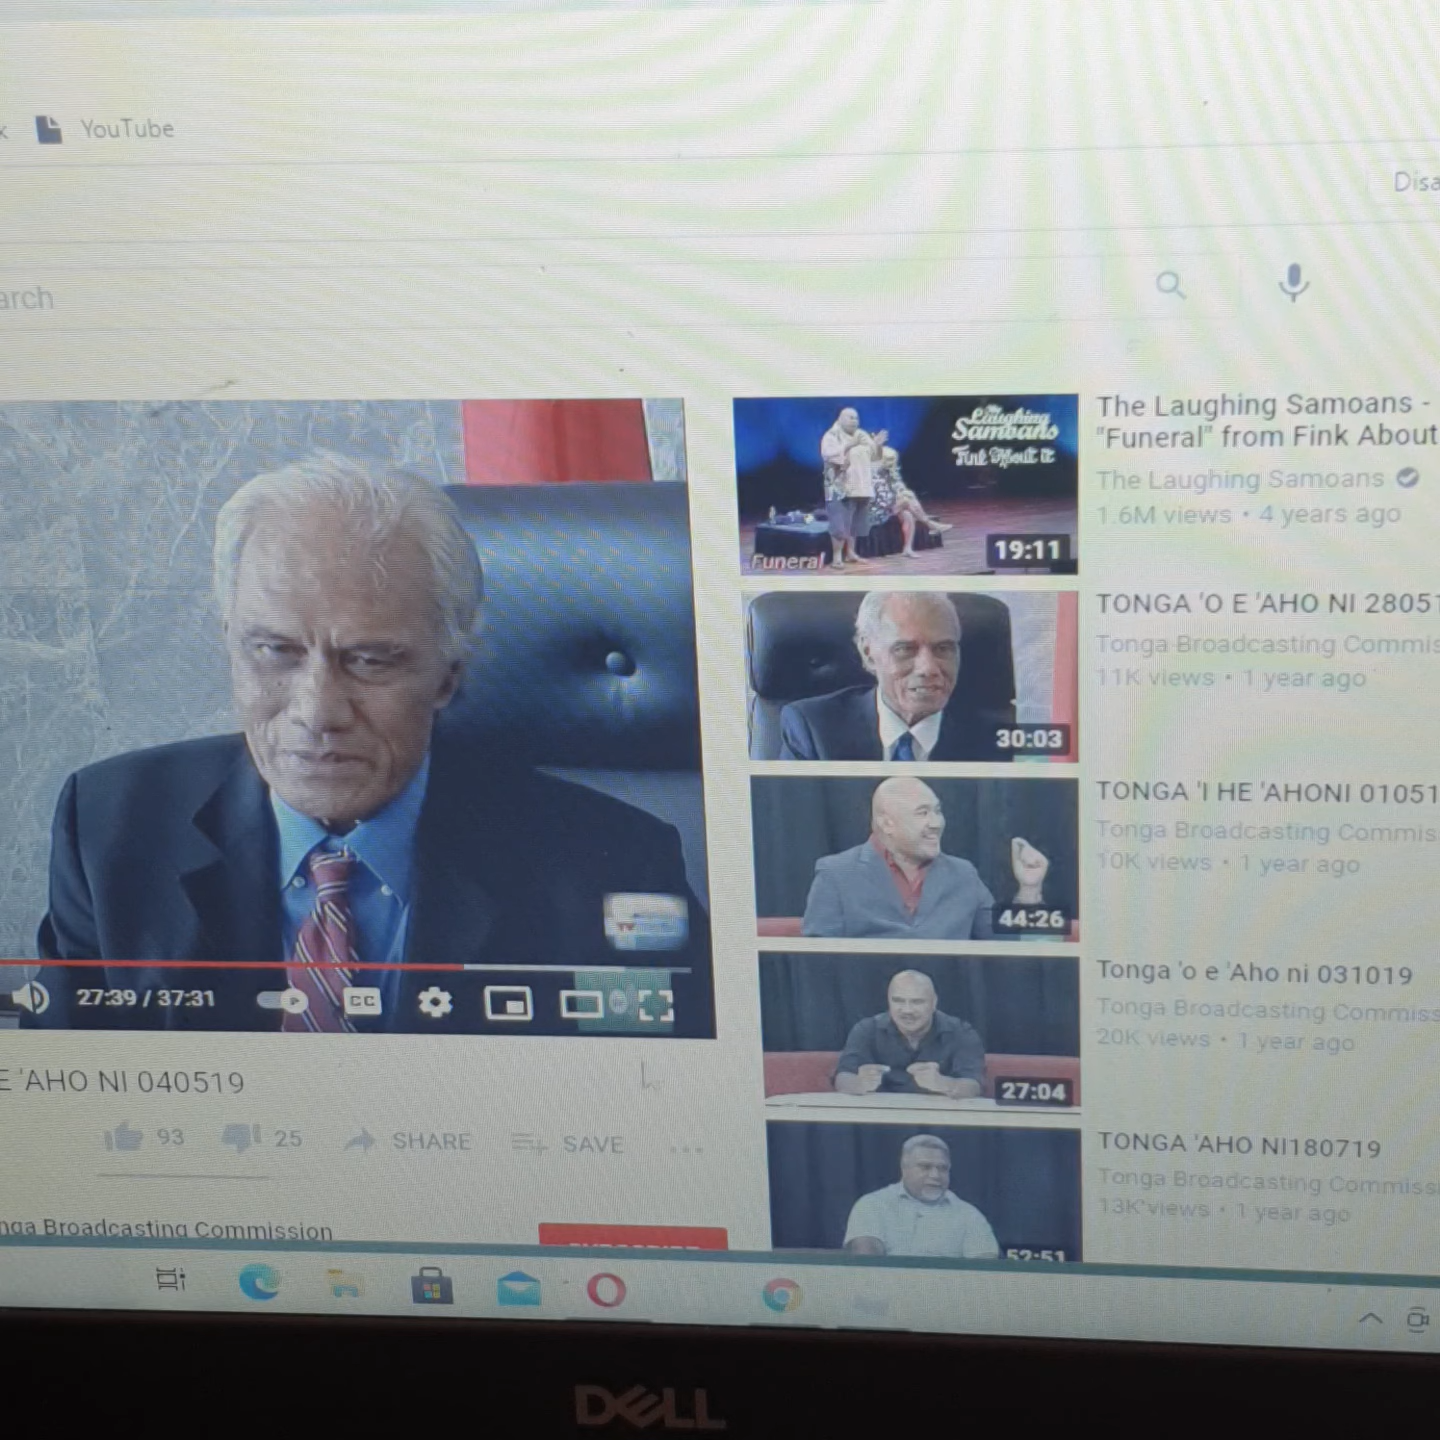 YouTube
Disa
arch
The Laughing Samoans -
"Funeral" from Fink About
The Laughing Samoans
1.6M views • 4 years ago
The
Laughing
Samoans
Fink About it
Funeral
19:11
TONGA 'O E 'AHO NI 28051
Tonga Broadcasting Commis
11K views • 1 year ago
30:03
TONGA 'I HE 'AHONI 01051
Tonga Broadcasting Commis
10K views • 1 year ago
44:26
Tonga 'o e 'Aho ni 031019
Tonga Broadcasting Commiss
20K views • 1 year ago
27:04
TONGA 'AHO NI180719
Tonga Broadcasting Commissi
13K views • 1 year ago
52:51
27:39 / 37:31
CC
E 'AHO NI 040519
93 25 SHARE SAVE
nga Broadcasting Commission
DELL